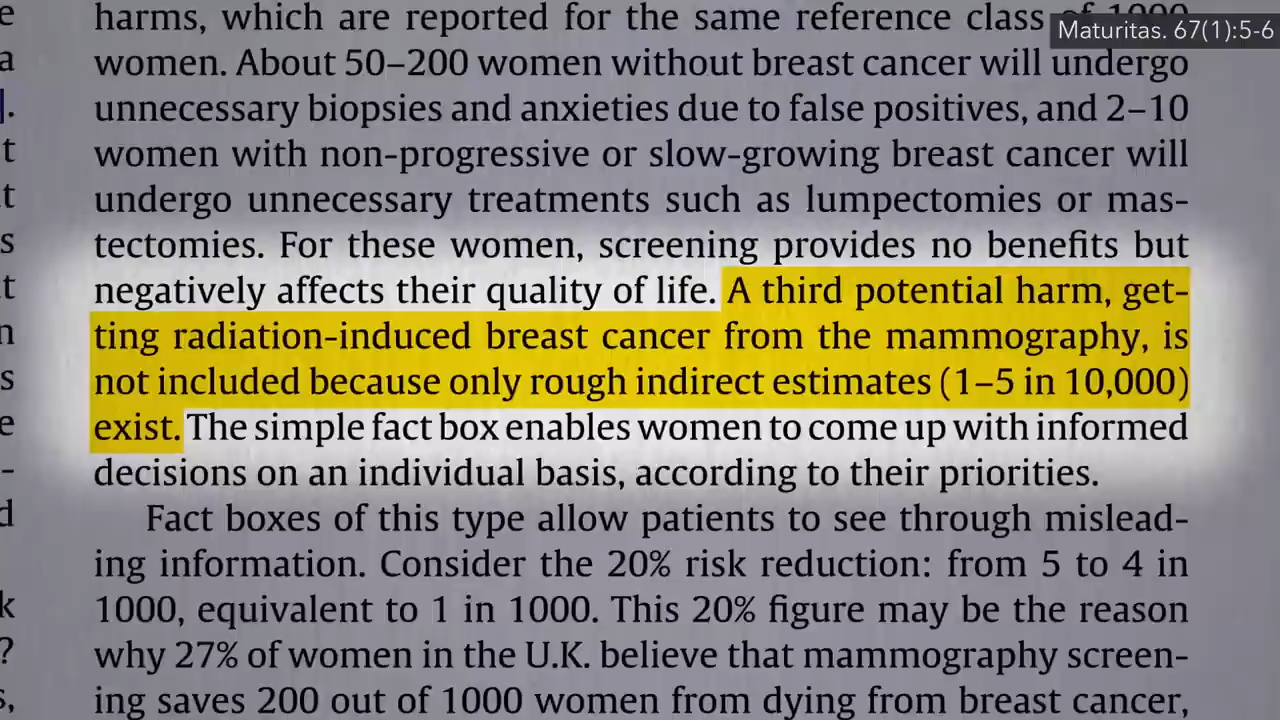 harms, which are reported for the same reference class of 1000
Maturitas. 67(1):5-6
women. About 50–200 women without breast cancer will undergo
unnecessary biopsies and anxieties due to false positives, and 2–10
women with non-progressive or slow-growing breast cancer will
undergo unnecessary treatments such as lumpectomies or mas-
tectomies. For these women, screening provides no benefits but
negatively affects their quality of life. A third potential harm, get-
ting radiation-induced breast cancer from the mammography, is
not included because only rough indirect estimates (1–5 in 10,000)
exist. The simple fact box enables women to come up with informed
decisions on an individual basis, according to their priorities.
Fact boxes of this type allow patients to see through mislead-
ing information. Consider the 20% risk reduction: from 5 to 4 in
1000, equivalent to 1 in 1000. This 20% figure may be the reason
why 27% of women in the U.K. believe that mammography screen-
ing saves 200 out of 1000 women from dying from breast cancer,